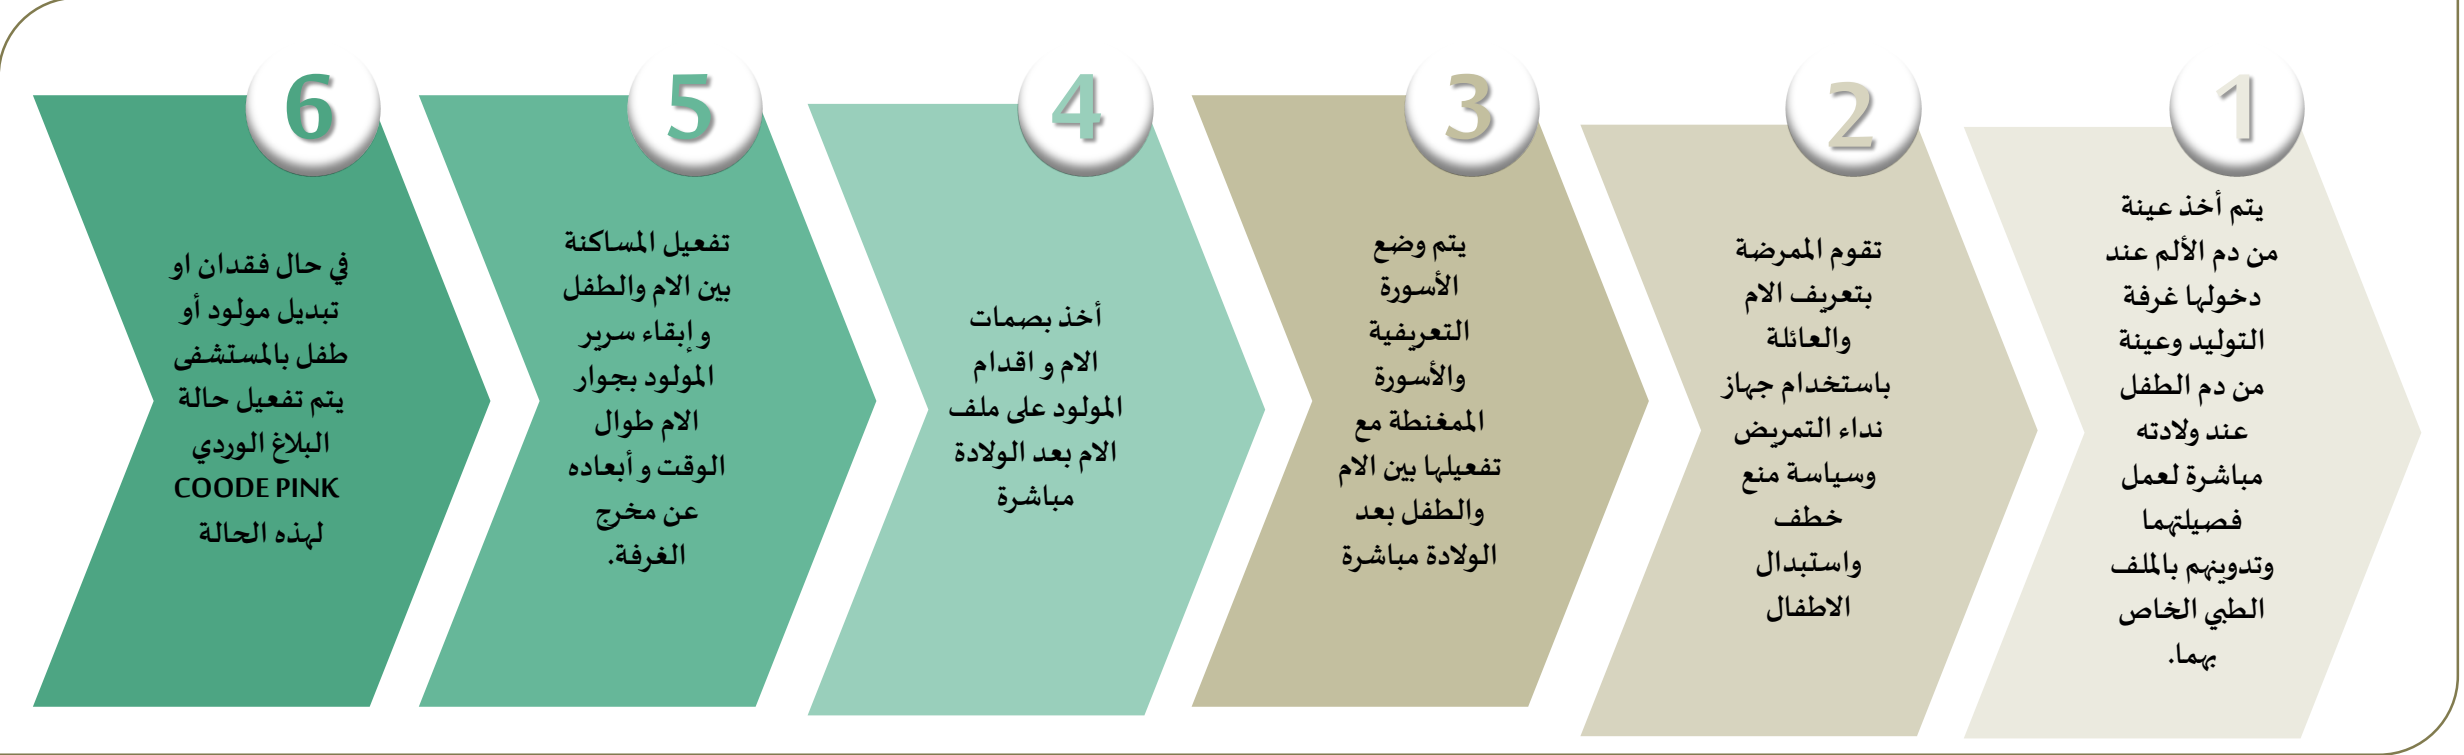 1
يتم أخذ عينة
من دم الألم عند
دخولها غرفة
التوليد وعينة
من دم الطفل
عند ولادته
مباشرة لعمل
فصيلتهما
وتدوينهم بالملف
الطبي الخاص
بهما.
2
تقوم الممرضة
بتعريف الام
والعائلة
باستخدام جهاز
نداء التمريض
وسياسة منع
خطف
واستبدال
الاطفال
3
يتم وضع
الأسورة
التعريفية
والأسورة
الممغنطة مع
تفعيلها بين الام
والطفل بعد
الولادة مباشرة
4
أخذ بصمات
الام و اقدام
المولود على ملف
الام بعد الولادة
مباشرة
5
تفعيل المساكنة
بين الام والطفل
و إبقاء سرير
المولود بجوار
الام طوال
الوقت و أبعاده
عن مخرج
الغرفة.
6
في حال فقدان او
تبديل مولود أو
طفل بالمستشفى
يتم تفعيل حالة
البلاغ الوردي
COODE PINK
لهذه الحالة